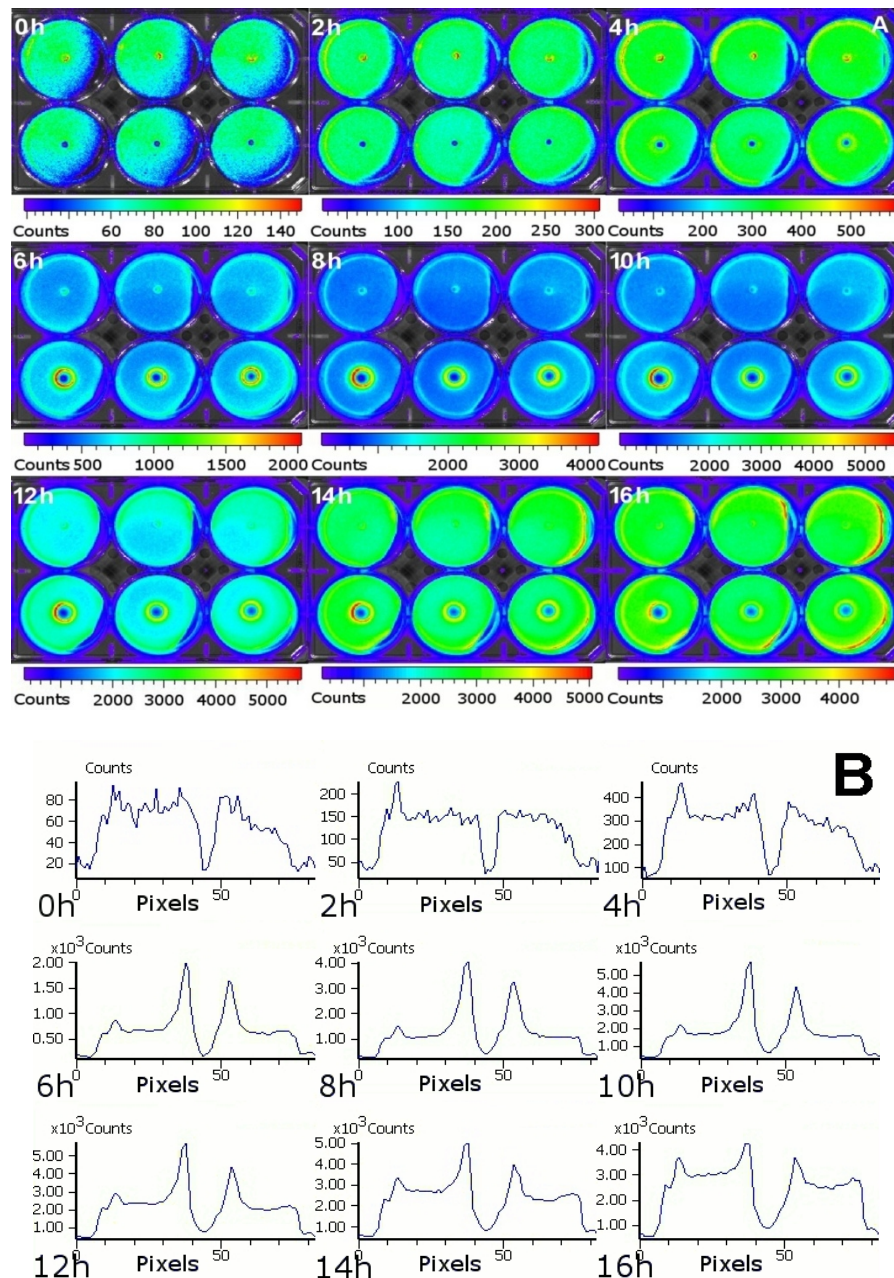 0h 2h 4h A
Counts 60 80 100 120 140 Counts 100 150 200 250 300 Counts 200 300 400 500
6h 8h 10h
Counts 500 1000 1500 2000 Counts 2000 3000 4000 Counts 2000 3000 4000 5000
12h 14h 16h
Counts 2000 3000 4000 5000 Counts 2000 3000 4000 5000 Counts 2000 3000 4000
B
Counts Counts Counts
80 200 400
60 150 300
40 100 200
20 50 100
0 50 0 50 0 50
0h Pixels 2h Pixels 4h Pixels
x10³Counts x10³Counts x10³Counts
2.00 4.00 5.00
1.50 3.00 4.00
1.00 2.00 3.00
0.50 1.00 2.00
1.00
0 50 0 50 0 50
6h Pixels 8h Pixels 10h Pixels
x10³Counts x10³Counts x10³Counts
5.00 5.00 4.00
4.00 4.00 3.00
3.00 3.00 2.00
2.00 2.00 1.00
1.00 1.00
0 50 0 50 0 50
12h Pixels 14h Pixels 16h Pixels